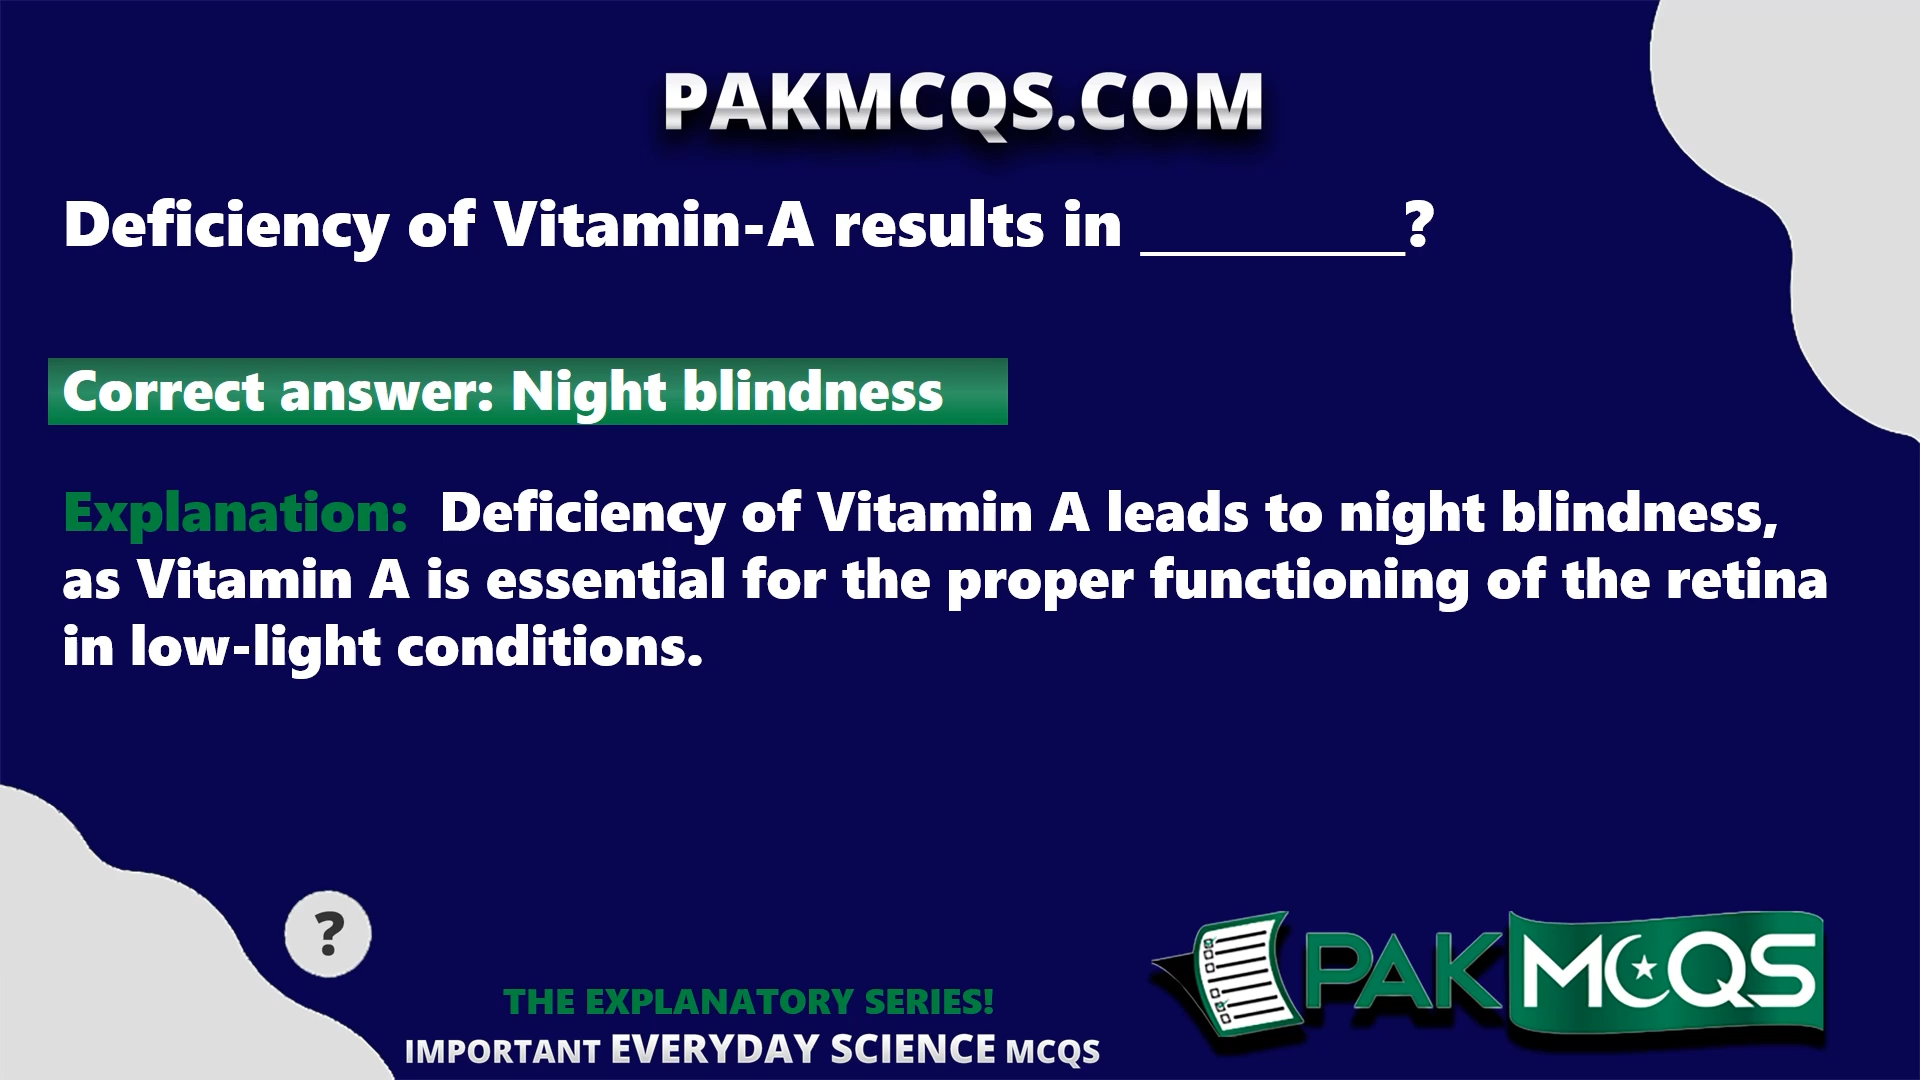 PAKMCQS.COM
Deficiency of Vitamin-A results in _________?
Correct answer: Night blindness
Explanation: Deficiency of Vitamin A leads to night blindness,
as Vitamin A is essential for the proper functioning of the retina
in low-light conditions.
?
THE EXPLANATORY SERIES!
IMPORTANT EVERYDAY SCIENCE MCQS
PAKMCQS